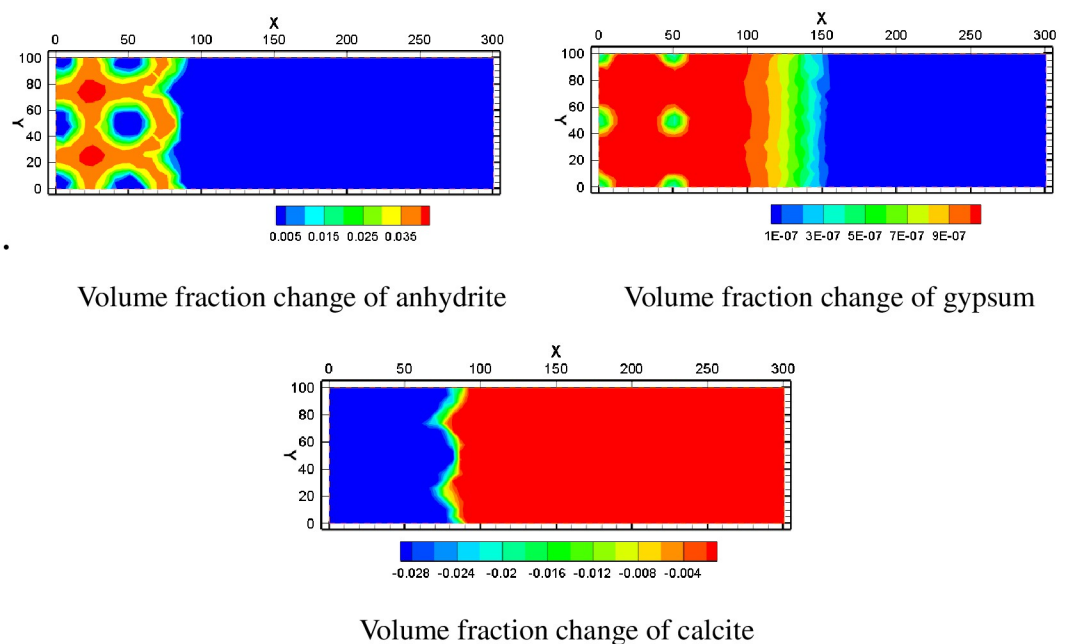 X
0 50 100 150 200 250 300
100
80
60
Y
40
20
0
0.005 0.015 0.025 0.035
Volume fraction change of anhydrite
X
0 50 100 150 200 250 300
100
80
60
Y
40
20
0
1E-07 3E-07 5E-07 7E-07 9E-07
Volume fraction change of gypsum
X
0 50 100 150 200 250 300
100
80
60
Y
40
20
0
-0.028 -0.024 -0.02 -0.016 -0.012 -0.008 -0.004
Volume fraction change of calcite